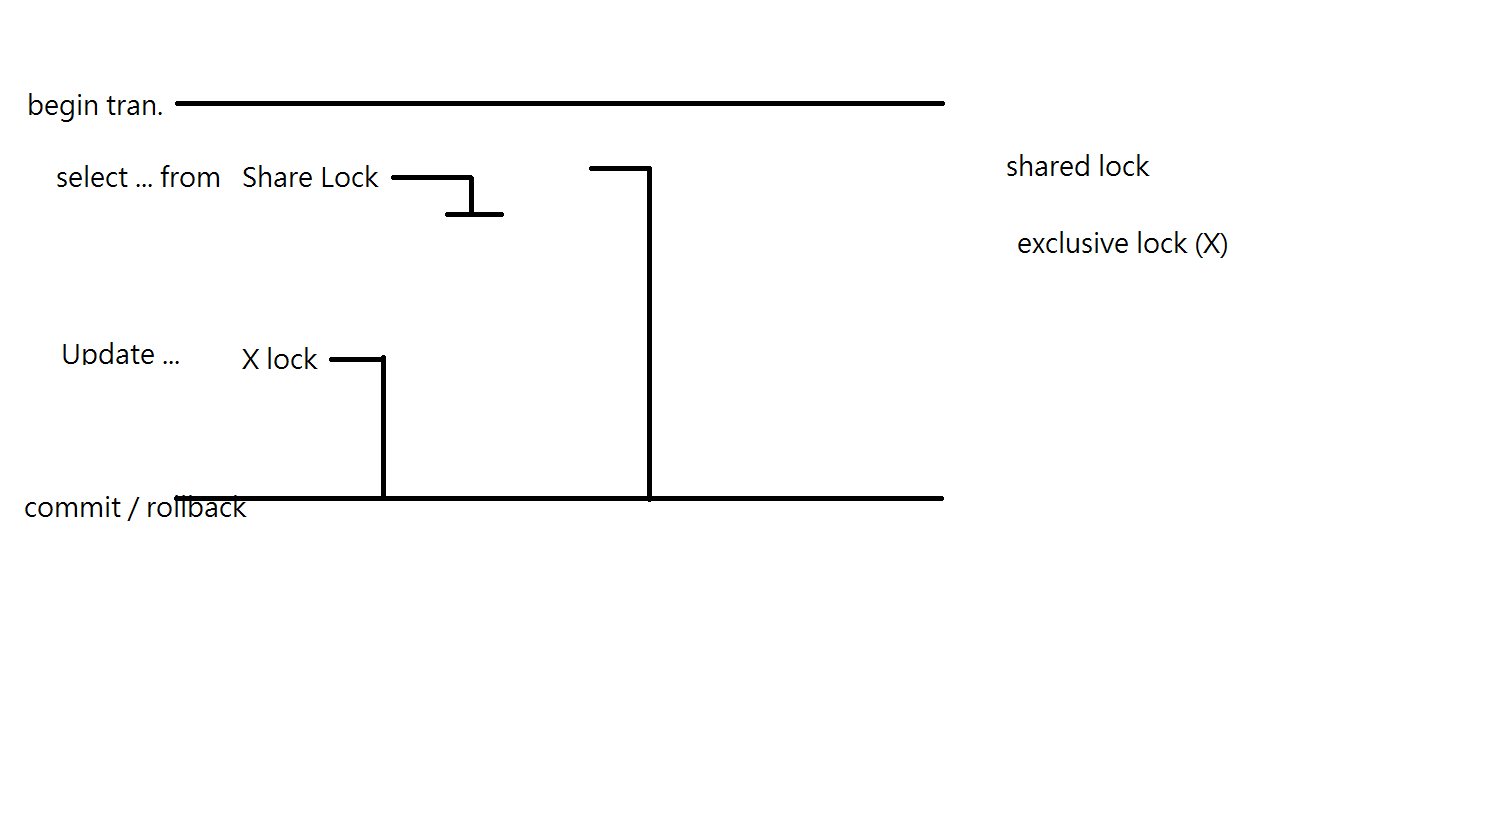 begin tran.
select ... from Share Lock
shared lock
exclusive lock (X)
Update ... X lock
commit / rollback